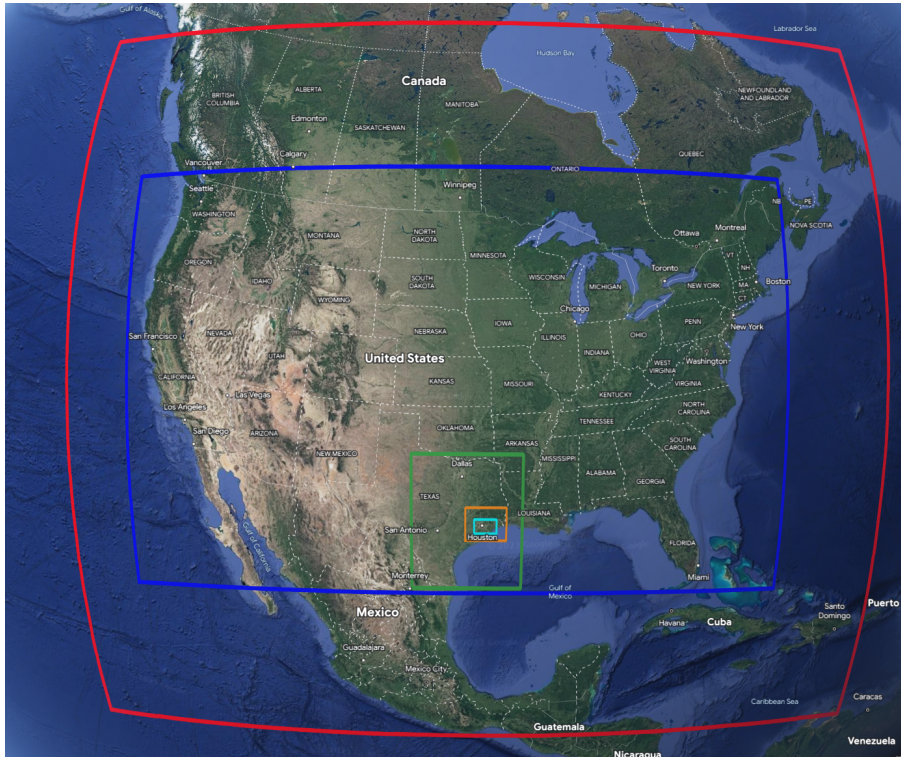 Gulf of Alaska
Labrador Sea
Hudson Bay
Canada
BRITISH
COLUMBIA
ALBERTA
MANITOBA
NEWFOUNDLAND
AND LABRADOR
Edmonton
SASKATCHEWAN
Calgary
QUEBEC
Vancouver
ONTARIO
Seattle
Winnipeg
WASHINGTON
NB
PE
NOVA SCOTIA
MONTANA
NORTH
DAKOTA
Ottawa
Montreal
MINNESOTA
VT
OREGON
IDAHO
SOUTH
DAKOTA
WISCONSIN
MICHIGAN
Toronto
NH
NEW YORK
MA
Boston
WYOMING
CT
Chicago
San Francisco
NEVADA
NEBRASKA
IOWA
ILLINOIS
OHIO
PENN
New York
UTAH
United States
INDIANA
WEST
VIRGINIA
Washington
CALIFORNIA
KANSAS
MISSOURI
VIRGINIA
Las Vegas
KENTUCKY
Los Angeles
NORTH
CAROLINA
San Diego
ARIZONA
OKLAHOMA
TENNESSEE
NEW MEXICO
ARKANSAS
SOUTH
CAROLINA
Dallas
MISSISSIPPI
ALABAMA
GEORGIA
TEXAS
LOUISIANA
San Antonio
Houston
Gulf of California
FLORIDA
Monterrey
Miami
Gulf of
Mexico
Mexico
Havana
Cuba
Santo
Domingo
Puerto
Guadalajara
Mexico City
Caribbean Sea
Caracas
Guatemala
Venezuela
Nicaragua